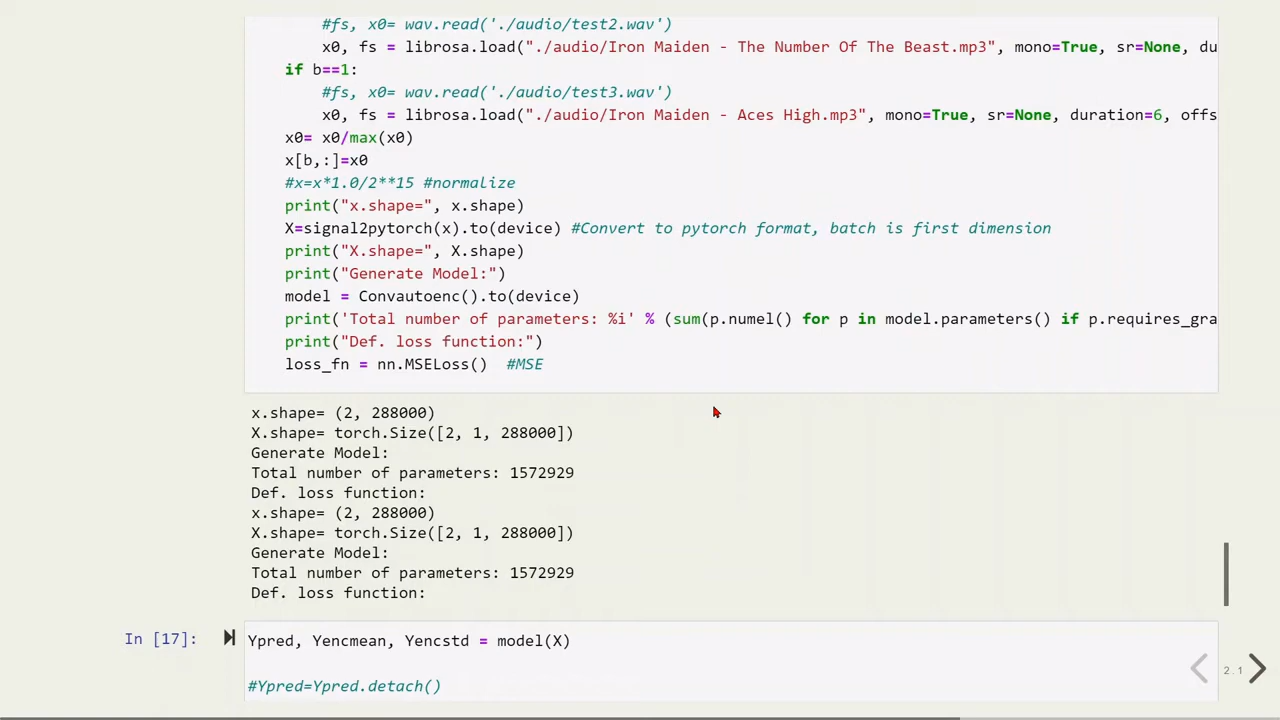 #fs, x0= wav.read('./audio/test2.wav')
x0, fs = librosa.load("./audio/Iron Maiden - The Number Of The Beast.mp3", mono=True, sr=None, du
if b==1:
#fs, x0= wav.read('./audio/test3.wav')
x0, fs = librosa.load("./audio/Iron Maiden - Aces High.mp3", mono=True, sr=None, duration=6, offs
x0= x0/max(x0)
x[b,:]=x0
#x=x*1.0/2**15 #normalize
print("x.shape=", x.shape)
X=signal2pytorch(x).to(device) #Convert to pytorch format, batch is first dimension
print("X.shape=", X.shape)
print("Generate Model:")
model = Convautoenc().to(device)
print('Total number of parameters: %i' % (sum(p.numel() for p in model.parameters() if p.requires_gra
print("Def. loss function:")
loss_fn = nn.MSELoss()  #MSE
x.shape= (2, 288000)
X.shape= torch.Size([2, 1, 288000])
Generate Model:
Total number of parameters: 1572929
Def. loss function:
x.shape= (2, 288000)
X.shape= torch.Size([2, 1, 288000])
Generate Model:
Total number of parameters: 1572929
Def. loss function:
In [17]: Ypred, Yencmean, Yencstd = model(X)
#Ypred=Ypred.detach()
2.1